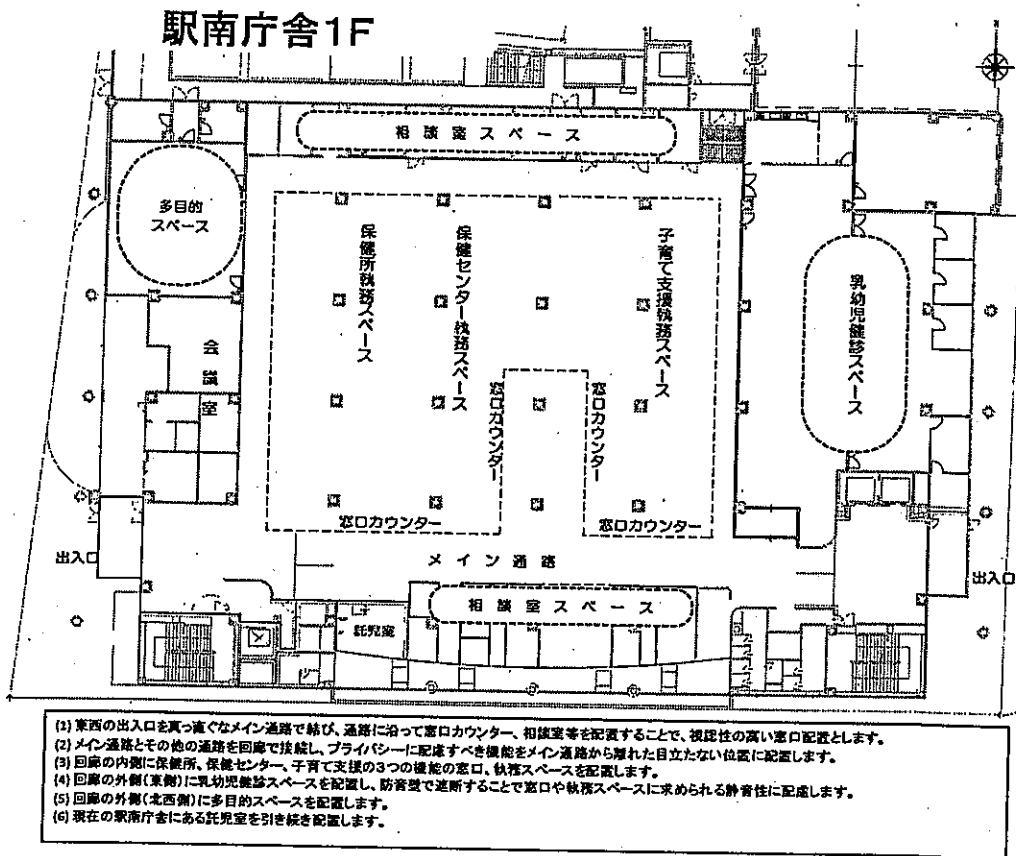 駅南庁舎1F
相談室スペース
多目的
スペース
保健所執務スペース
保健センター執務スペース
子育て支援執務スペース
乳幼児健診スペース
会議室
窓口カウンター
窓口カウンター
窓口カウンター
窓口カウンター
出入口
メイン通路
出入口
相談室スペース
託児室
(1) 東西の出入口を真っ直ぐなメイン通路で結び、通路に沿って窓口カウンター、相談室等を配置することで、視認性の高い窓口配置とします。
(2) メイン通路とその他の通路を回廊で接続し、プライバシーに配慮すべき機能をメイン通路から離れた目立たない位置に配置します。
(3) 回廊の内側に保健所、保健センター、子育て支援の3つの機能の窓口、執務スペースを配置します。
(4) 回廊の外側(東側)に乳幼児健診スペースを配置し、防音壁で遮断することで窓口や執務スペースに求められる静音性に配慮します。
(5) 回廊の外側(北西側)に多目的スペースを配置します。
(6) 現在の駅南庁舎にある託児室を引き続き配置します。